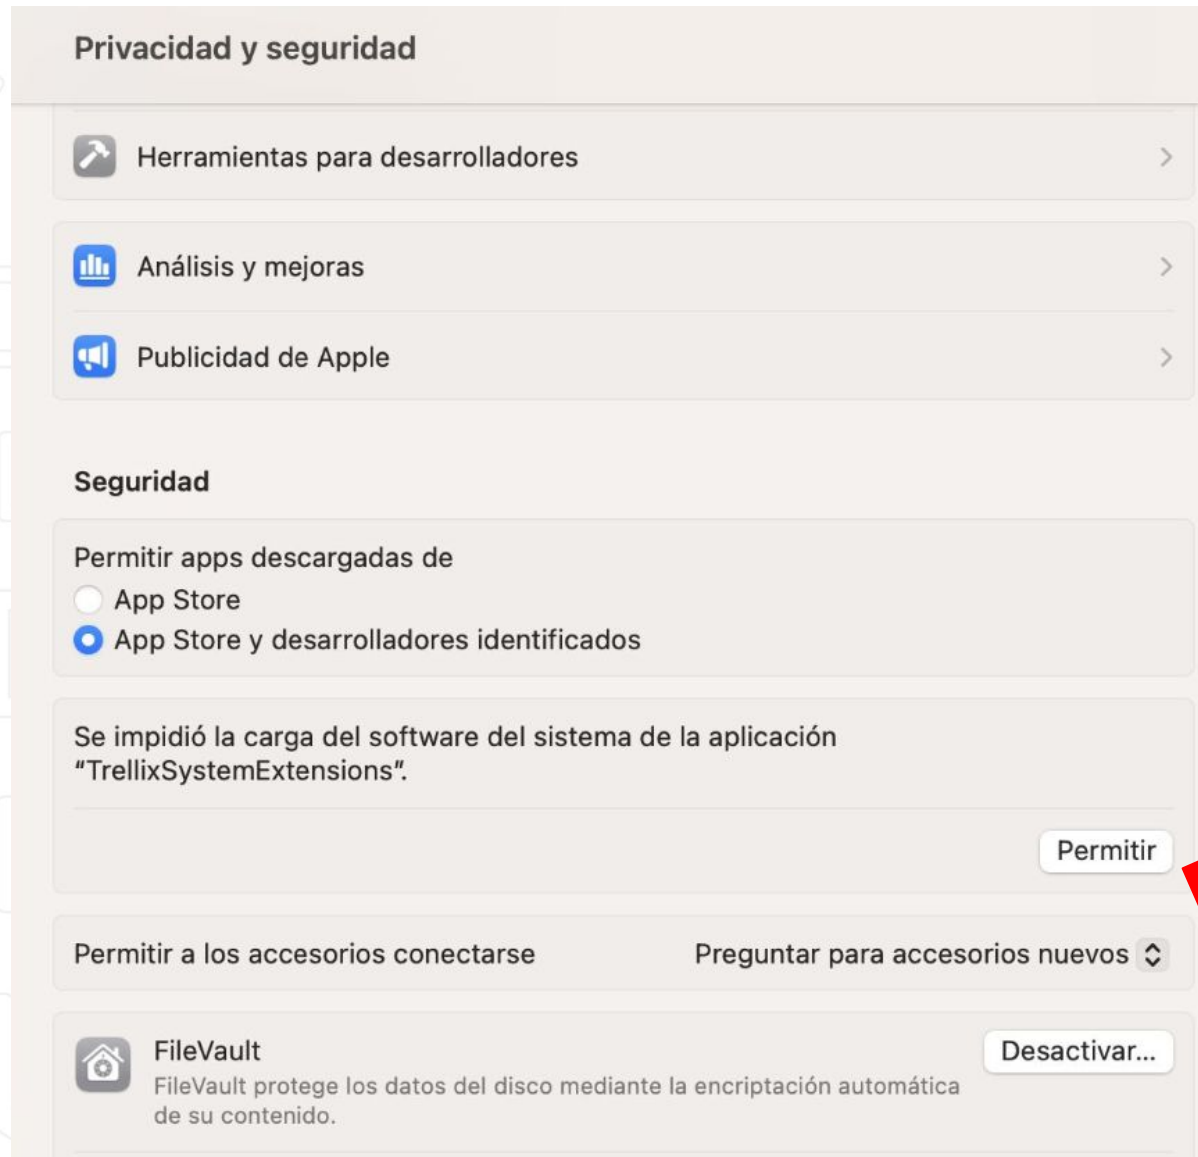 Privacidad y seguridad
Herramientas para desarrolladores
Análisis y mejoras
Publicidad de Apple
Seguridad
Permitir apps descargadas de
App Store
App Store y desarrolladores identificados
Se impidió la carga del software del sistema de la aplicación
“TrellixSystemExtensions”.
Permitir
Permitir a los accesorios conectarse Preguntar para accesorios nuevos
FileVault Desactivar...
FileVault protege los datos del disco mediante la encriptación automática
de su contenido.